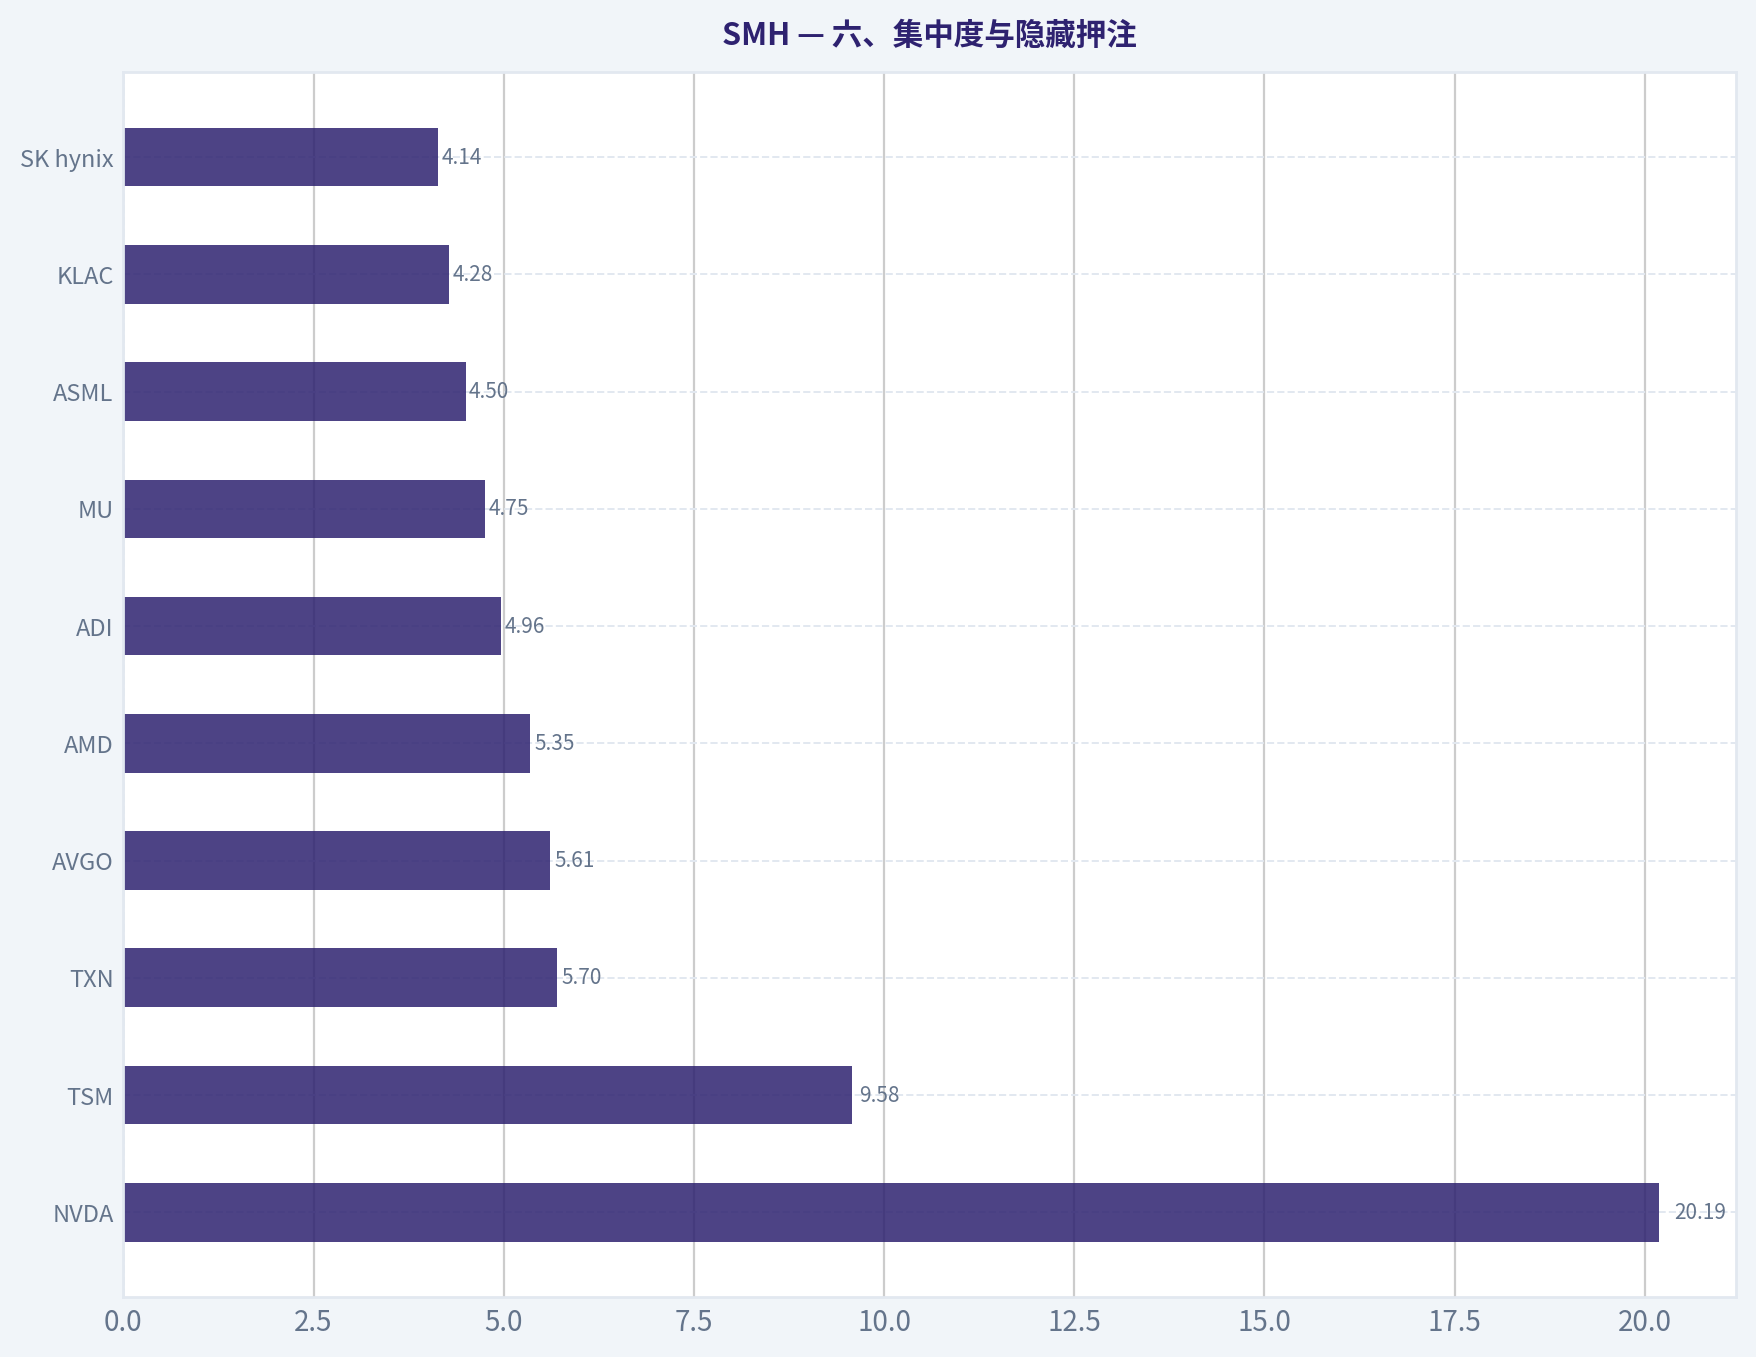 SMH — 六、集中度与隐藏押注
SK hynix 4.14
KLAC 4.28
ASML 4.50
MU 4.75
ADI 4.96
AMD 5.35
AVGO 5.61
TXN 5.70
TSM 9.58
NVDA 20.19
0.0 2.5 5.0 7.5 10.0 12.5 15.0 17.5 20.0